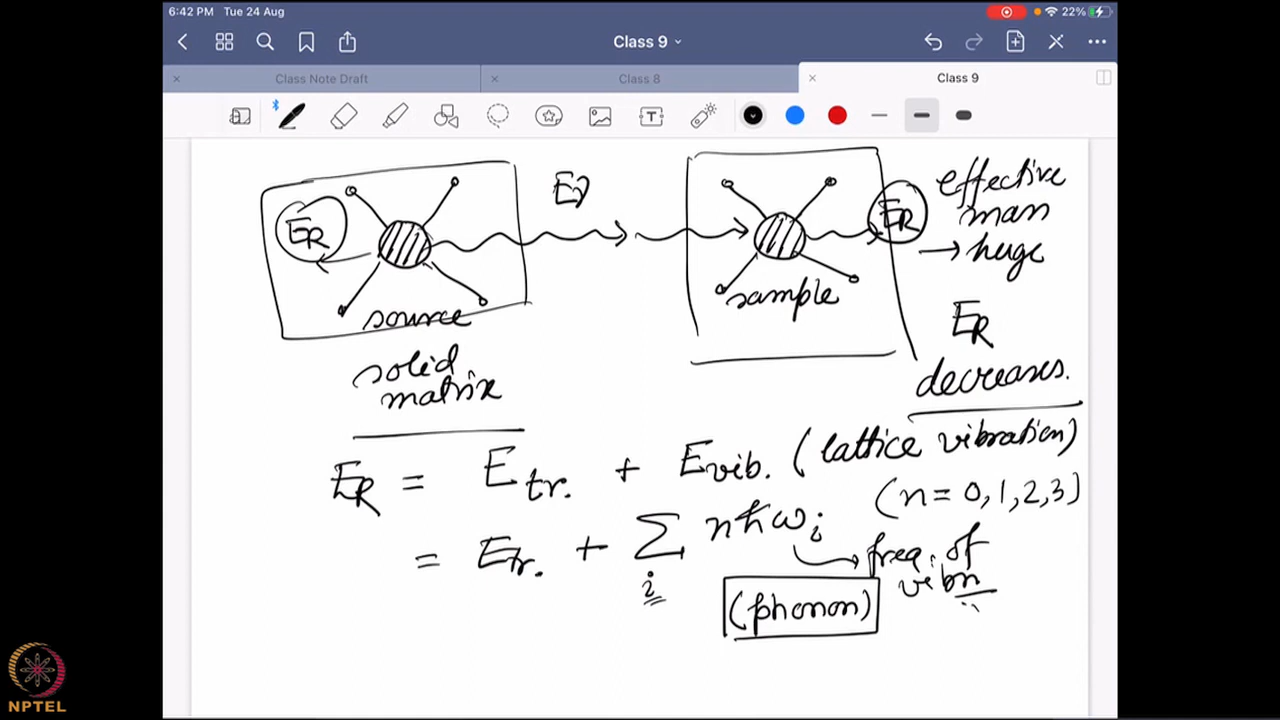 6:42 PM Tue 24 Aug
22%
Class 9
Class Note Draft
Class 8
Class 9
T
ER
Eγ
ER
effective
mass
→ huge
source
sample
solid
matrix
ER
decreases.
ER = Etr. + Evib. (lattice vibration)
(n = 0, 1, 2, 3)
= Etr. + Σi nħωi
freq. of
vibn
(phonon)
NPTEL